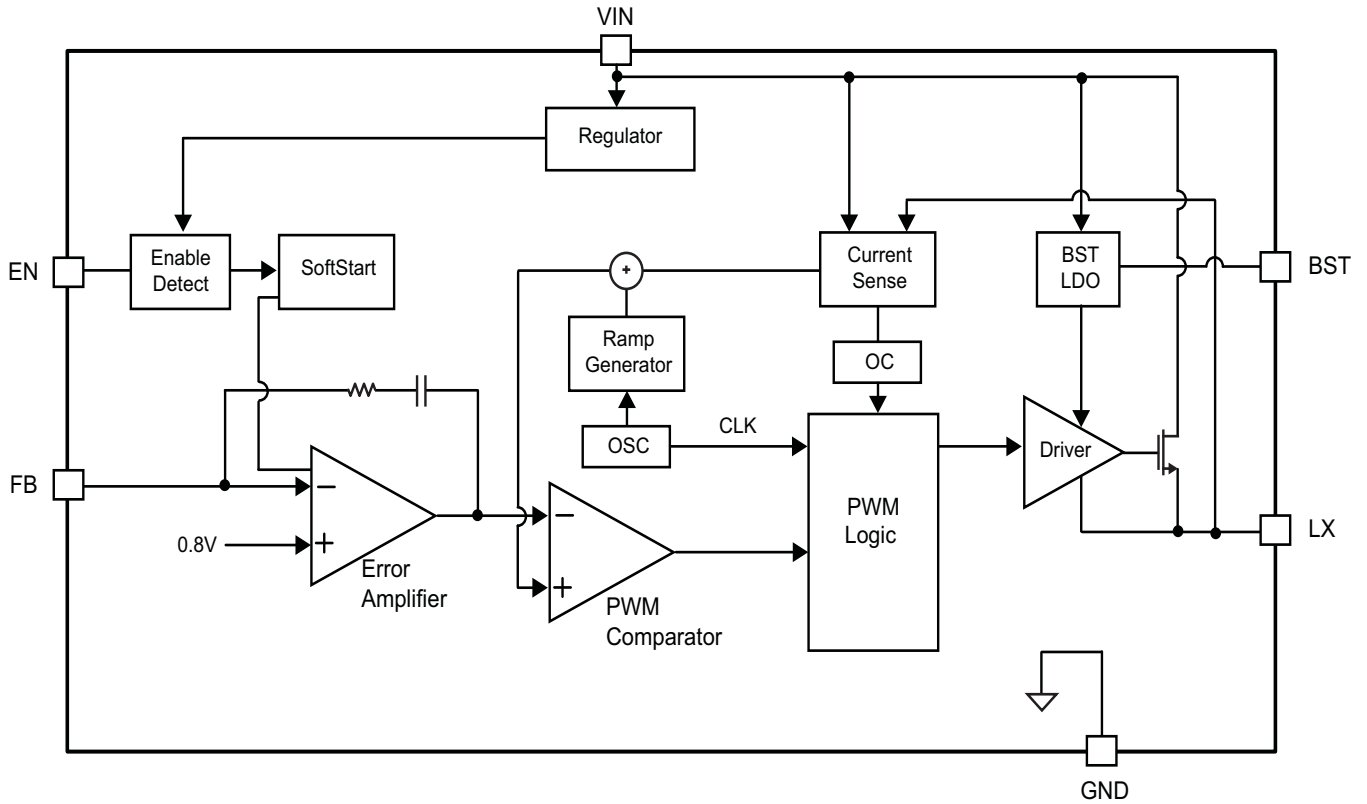 VIN
Regulator
EN
Enable
Detect
SoftStart
+
Current
Sense
BST
LDO
BST
Ramp
Generator
OC
OSC
CLK
Driver
FB
−
0.8V
+
Error
Amplifier
−
+
PWM
Comparator
PWM
Logic
LX
GND